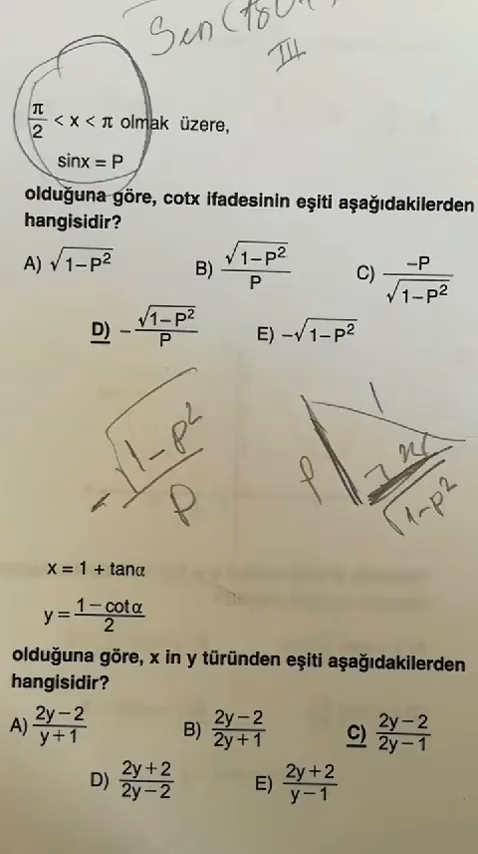 III
π/2 < x < π olmak üzere,
sinx = P
olduğuna göre, cotx ifadesinin eşiti aşağıdakilerden
hangisidir?
A) √1−P² B) √1−P²/P C) −P/√1−P²
D) −√1−P²/P E) −√1−P²
1
√1−p²/p
p
x
√1−p²
x = 1 + tanα
y = 1−cotα/2
olduğuna göre, x in y türünden eşiti aşağıdakilerden
hangisidir?
A) 2y−2/y+1 B) 2y−2/2y+1 C) 2y−2/2y−1
D) 2y+2/2y−2 E) 2y+2/y−1